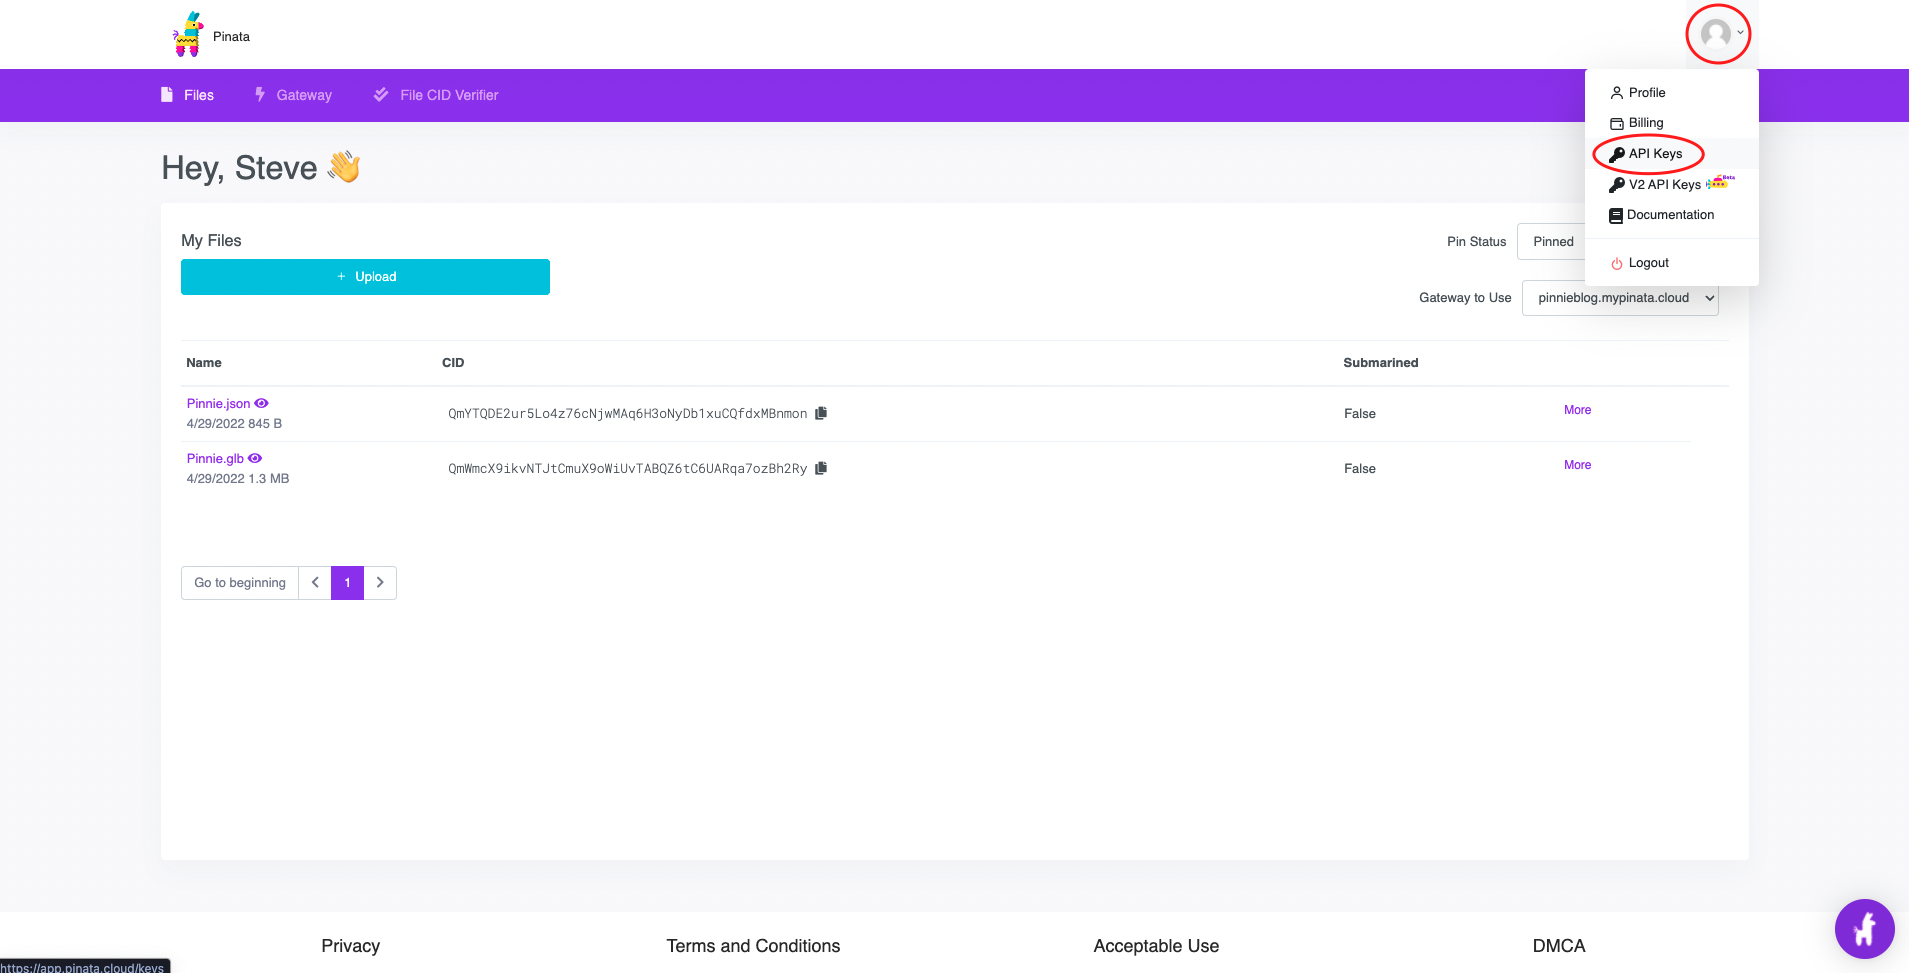 Pinata
Files
Gateway
File CID Verifier
Profile
Billing
API Keys
V2 API Keys Beta
Documentation
Logout
Hey, Steve 👋
My Files
+ Upload
Pin Status
Pinned
Gateway to Use
pinnieblog.mypinata.cloud
Name CID Submarined
Pinnie.json
4/29/2022 845 B
QmYTQDE2ur5Lo4z76cNjwMAq6H3oNyDb1xuCQfdxMBnmon
False
More
Pinnie.glb
4/29/2022 1.3 MB
QmWmcX9ikvNTJtCmuX9oWiUvTABQZ6tC6UARqa7ozBh2Ry
False
More
Go to beginning
1
Privacy Terms and Conditions Acceptable Use DMCA
https://app.pinata.cloud/keys